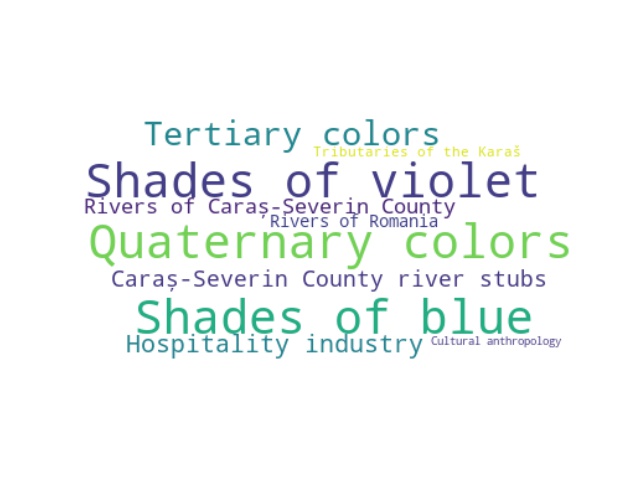 Tertiary colors
Tributaries of the Karaš
Shades of violet
Rivers of Caraș-Severin County
Rivers of Romania
Quaternary colors
Caraș-Severin County river stubs
Shades of blue
Hospitality industry
Cultural anthropology